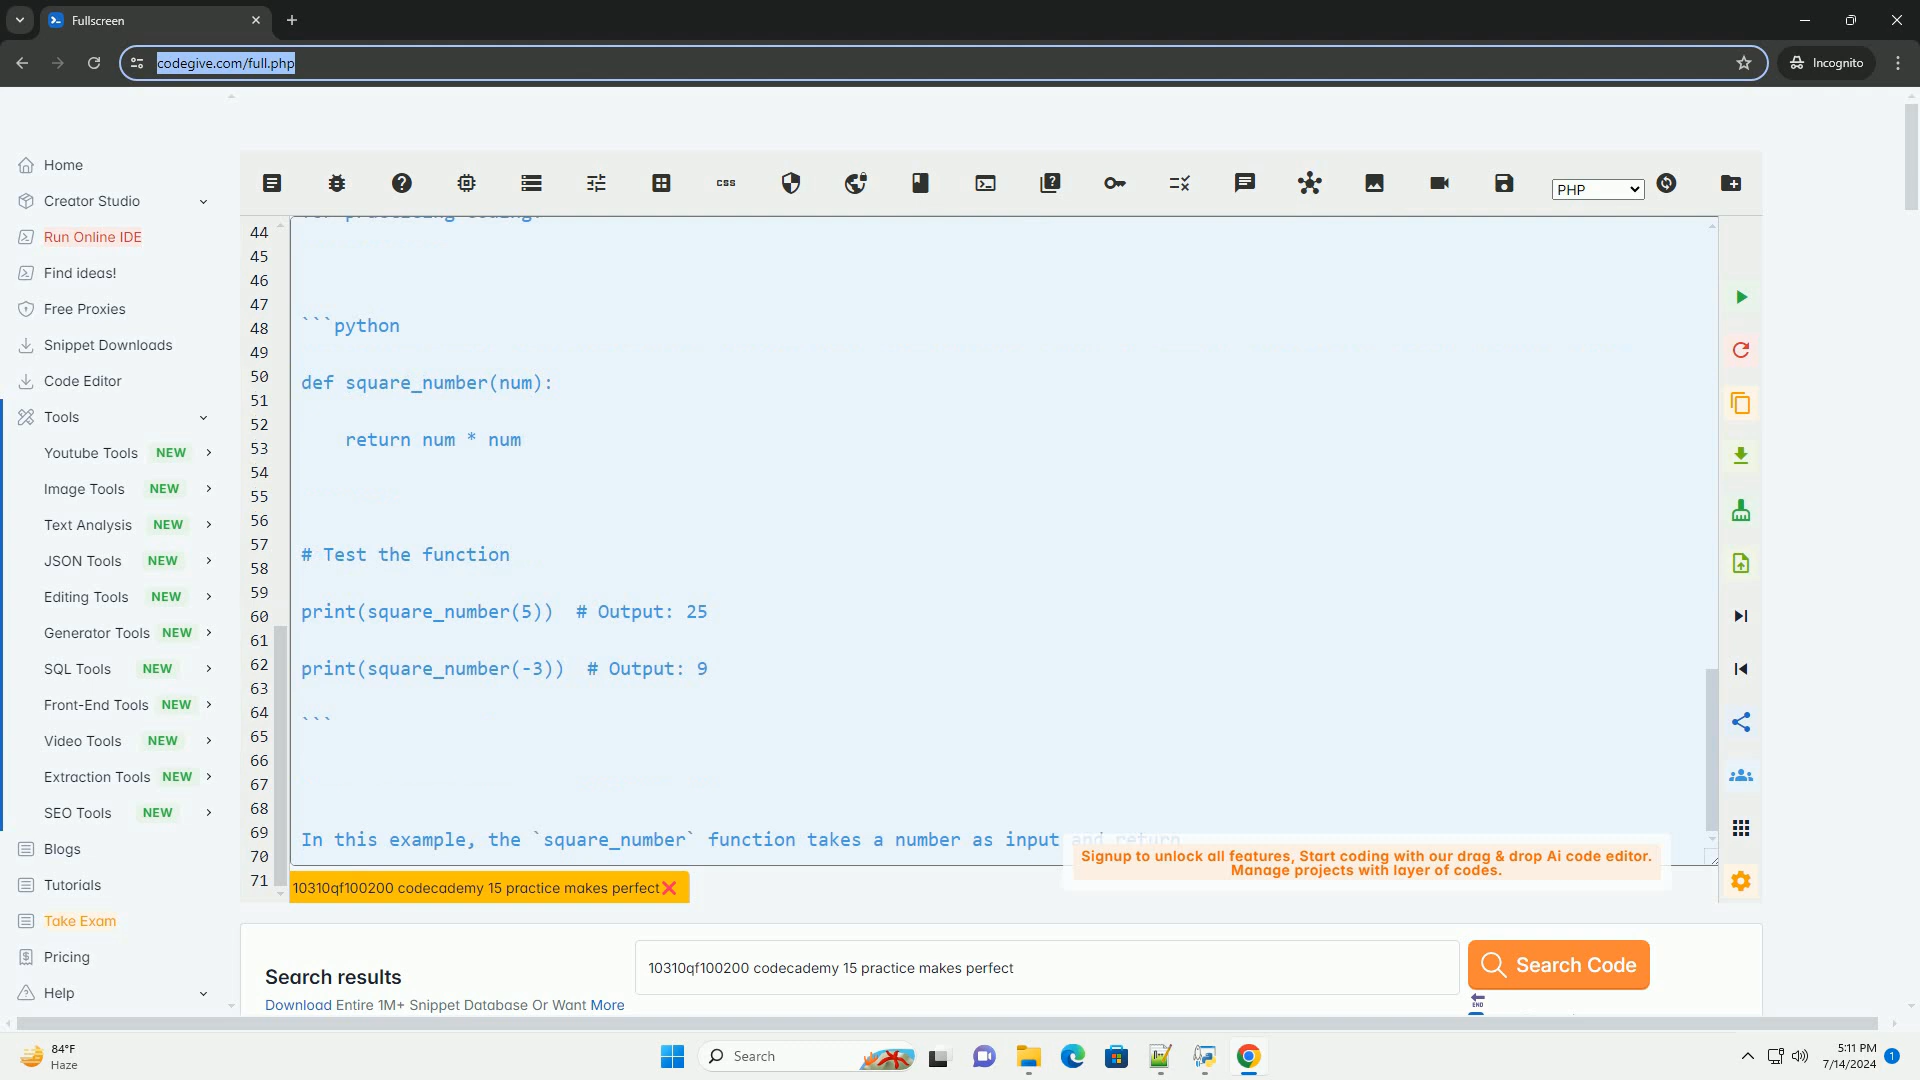 Fullscreen
codegive.com/full.php
Incognito
Home
Creator Studio
Run Online IDE
Find ideas!
Free Proxies
Snippet Downloads
Code Editor
Tools
Youtube Tools NEW
Image Tools NEW
Text Analysis NEW
JSON Tools NEW
Editing Tools NEW
Generator Tools NEW
SQL Tools NEW
Front-End Tools NEW
Video Tools NEW
Extraction Tools NEW
SEO Tools NEW
Blogs
Tutorials
Take Exam
Pricing
Help
css
PHP
44
45
46
47
48
49
50
51
52
53
54
55
56
57
58
59
60
61
62
63
64
65
66
67
68
69
70
71
for practicing coding:
```python
def square_number(num):
return num * num
# Test the function
print(square_number(5))  # Output: 25
print(square_number(-3))  # Output: 9
```
In this example, the `square_number` function takes a number as input and return
Signup to unlock all features, Start coding with our drag & drop Ai code editor.
Manage projects with layer of codes.
10310qf100200 codecademy 15 practice makes perfect
Search results
10310qf100200 codecademy 15 practice makes perfect
Search Code
Download Entire 1M+ Snippet Database Or Want More
END
84°F
Haze
Search
5:11 PM
7/14/2024
1